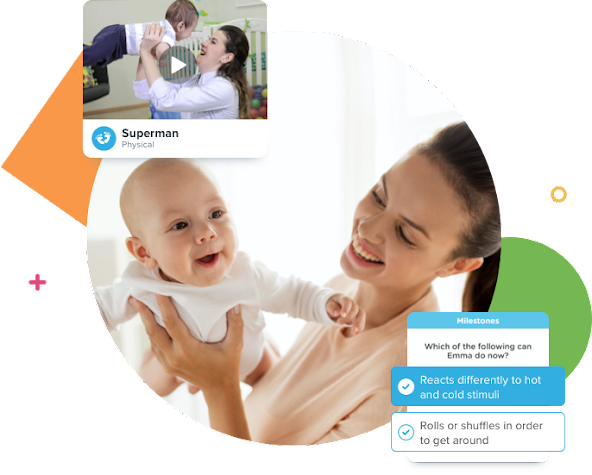 Superman
Physical
Milestones
Which of the following can
Emma do now?
Reacts differently to hot
and cold stimuli
Rolls or shuffles in order
to get around